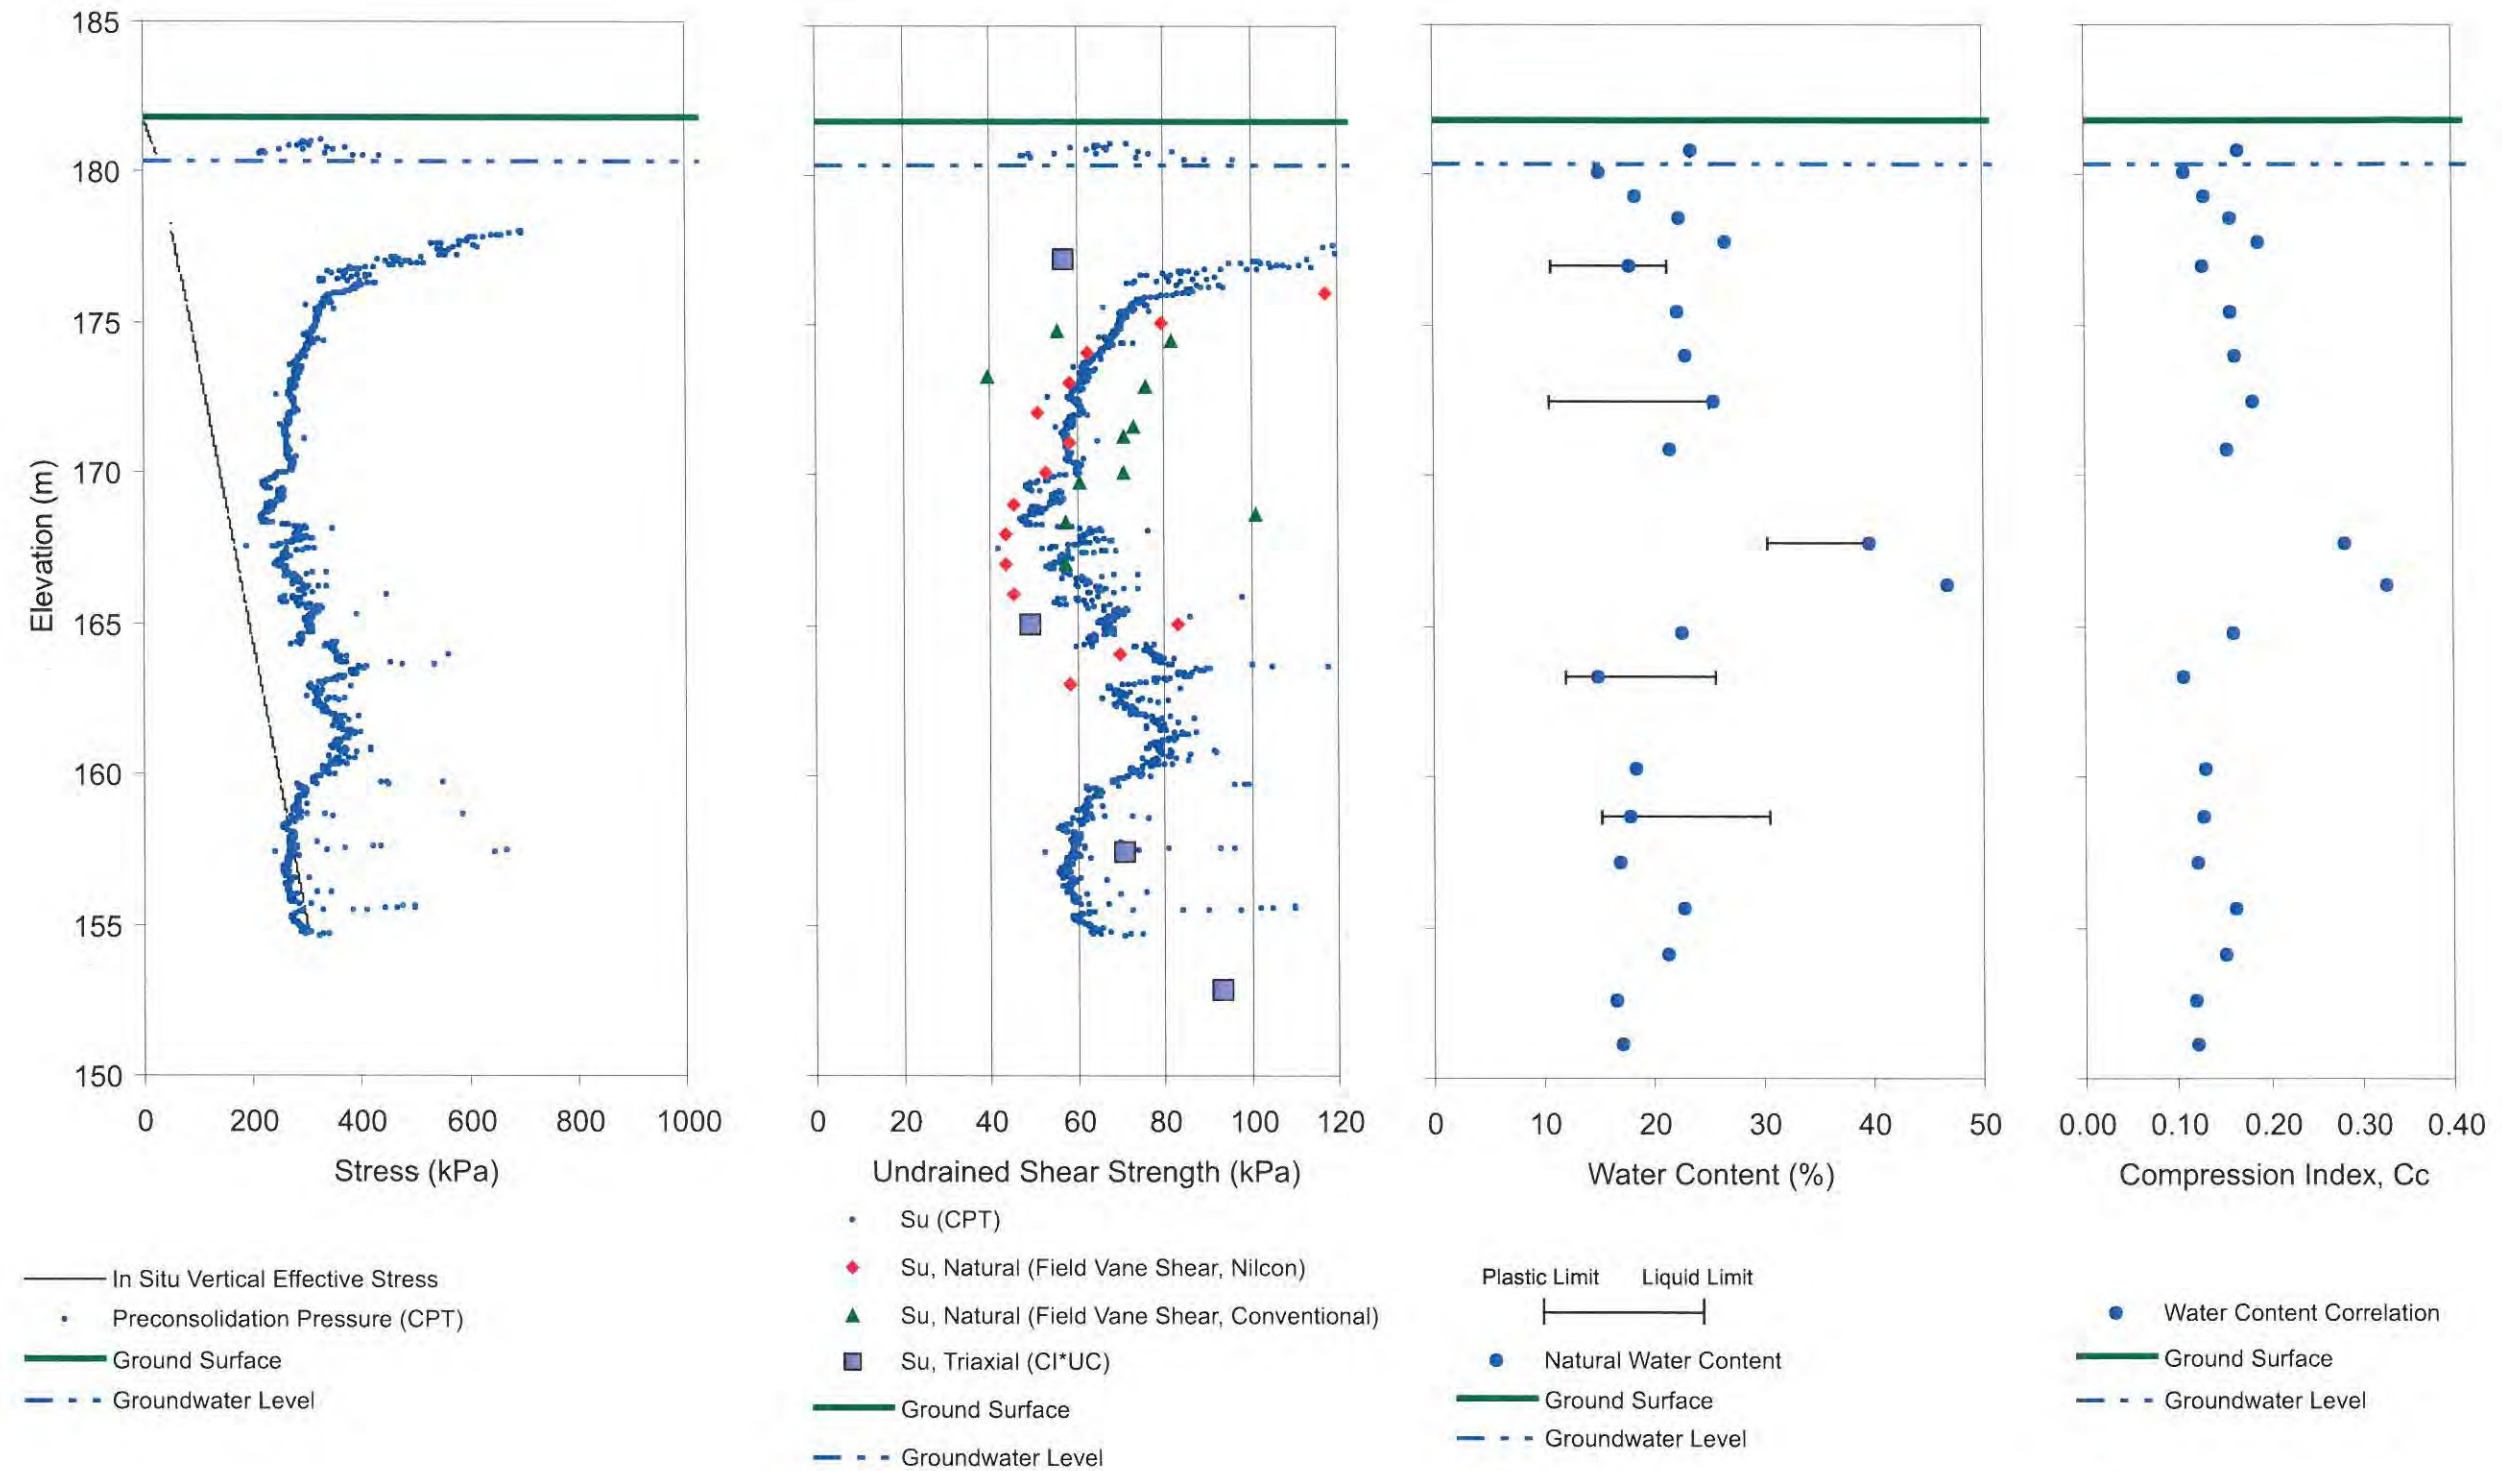 185
180
175
170
165
160
155
150
Elevation (m)
0 200 400 600 800 1000
Stress (kPa)
In Situ Vertical Effective Stress
Preconsolidation Pressure (CPT)
Ground Surface
Groundwater Level
0 20 40 60 80 100 120
Undrained Shear Strength (kPa)
Su (CPT)
Su, Natural (Field Vane Shear, Nilcon)
Su, Natural (Field Vane Shear, Conventional)
Su, Triaxial (CI*UC)
Ground Surface
Groundwater Level
0 10 20 30 40 50
Water Content (%)
Plastic Limit Liquid Limit
Natural Water Content
Ground Surface
Groundwater Level
0.00 0.10 0.20 0.30 0.40
Compression Index, Cc
Water Content Correlation
Ground Surface
Groundwater Level